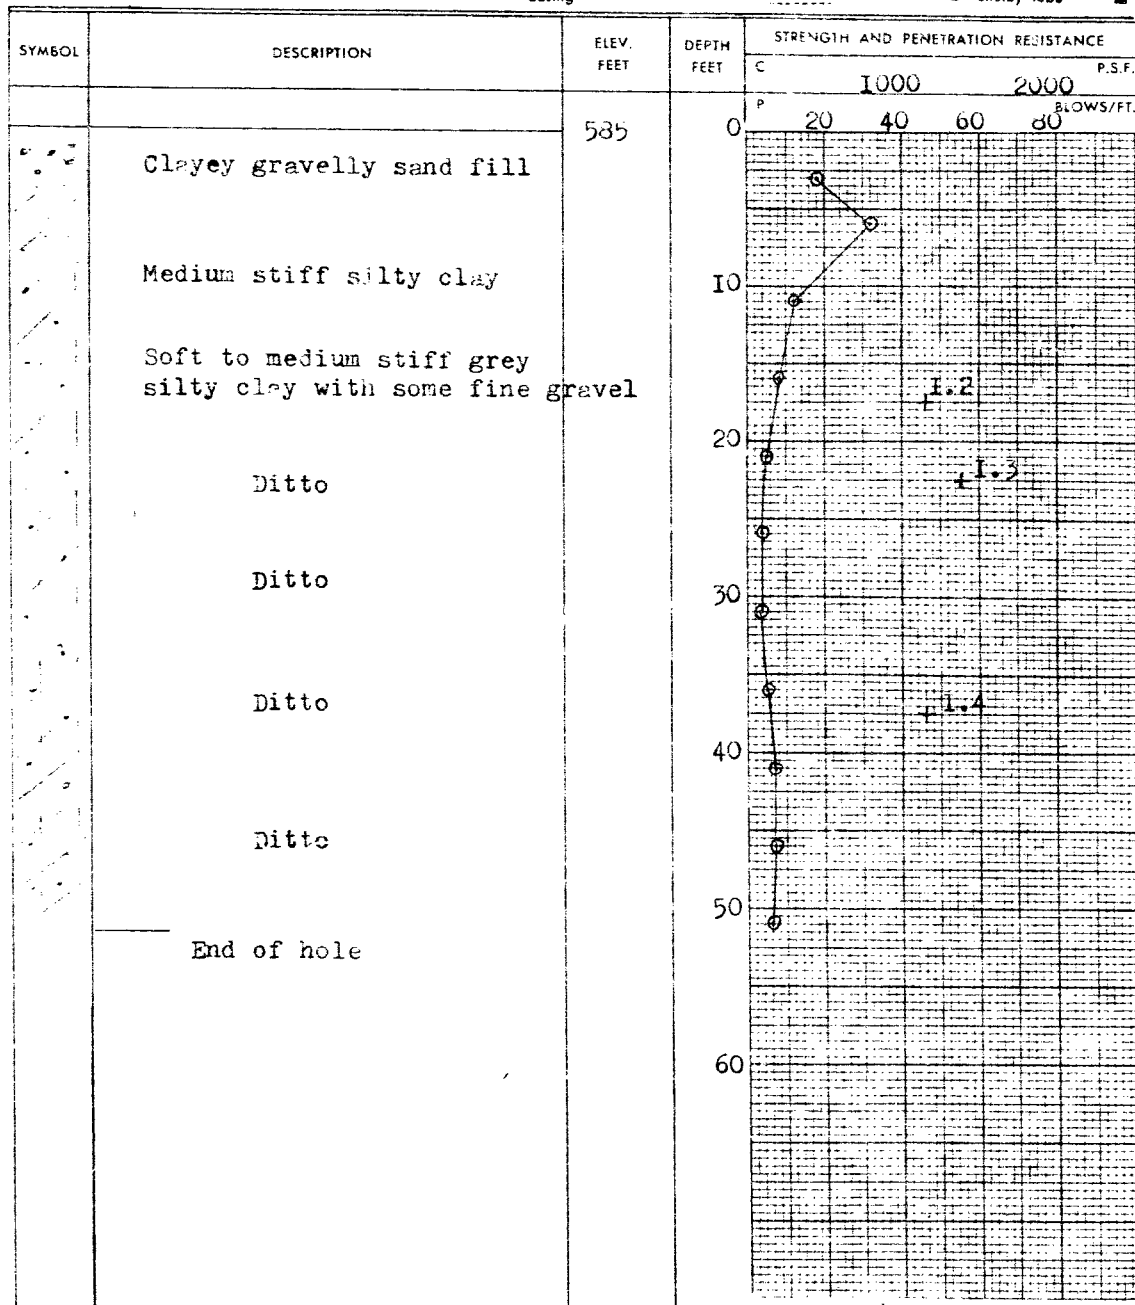 SYMBOL DESCRIPTION ELEV. FEET DEPTH FEET STRENGTH AND PENETRATION RESISTANCE
C P.S.F.
1000 2000
P BLOWS/FT.
585 0 20 40 60 80
Clayey gravelly sand fill
Medium stiff silty clay
10
Soft to medium stiff grey
silty clay with some fine gravel
1.2
20
Ditto
1.3
Ditto
30
Ditto
1.4
40
Ditto
50
End of hole
60